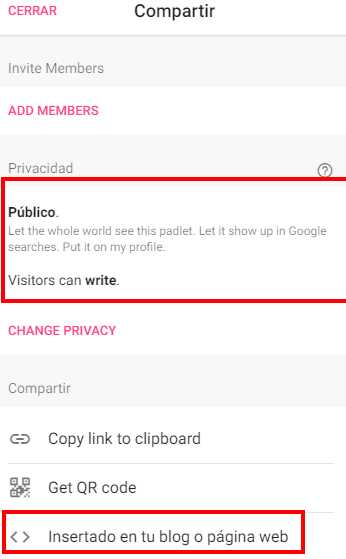 CERRAR Compartir
Invite Members
ADD MEMBERS
Privacidad
Público.
Let the whole world see this padlet. Let it show up in Google
searches. Put it on my profile.
Visitors can write.
CHANGE PRIVACY
Compartir
Copy link to clipboard
Get QR code
Insertado en tu blog o página web